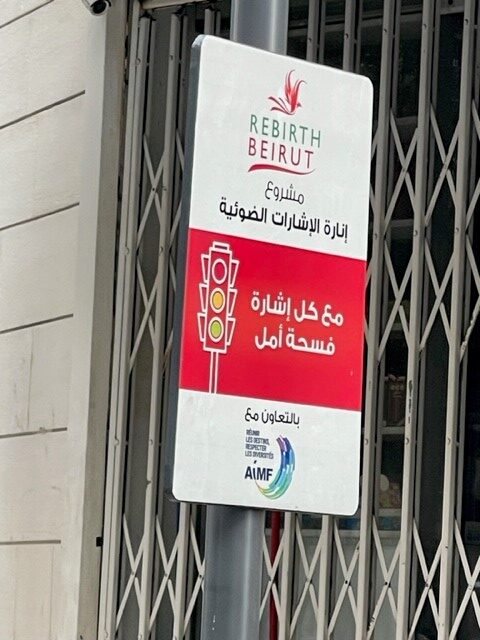 REBIRTH
BEIRUT
مشروع
إنارة الإشارات الضوئية
مع كل إشارة
فسحة أمل
بالتعاون مع
RÉUNIR
LES DESTINS,
RESPECTER
LES DIVERSITÉS
AIMF